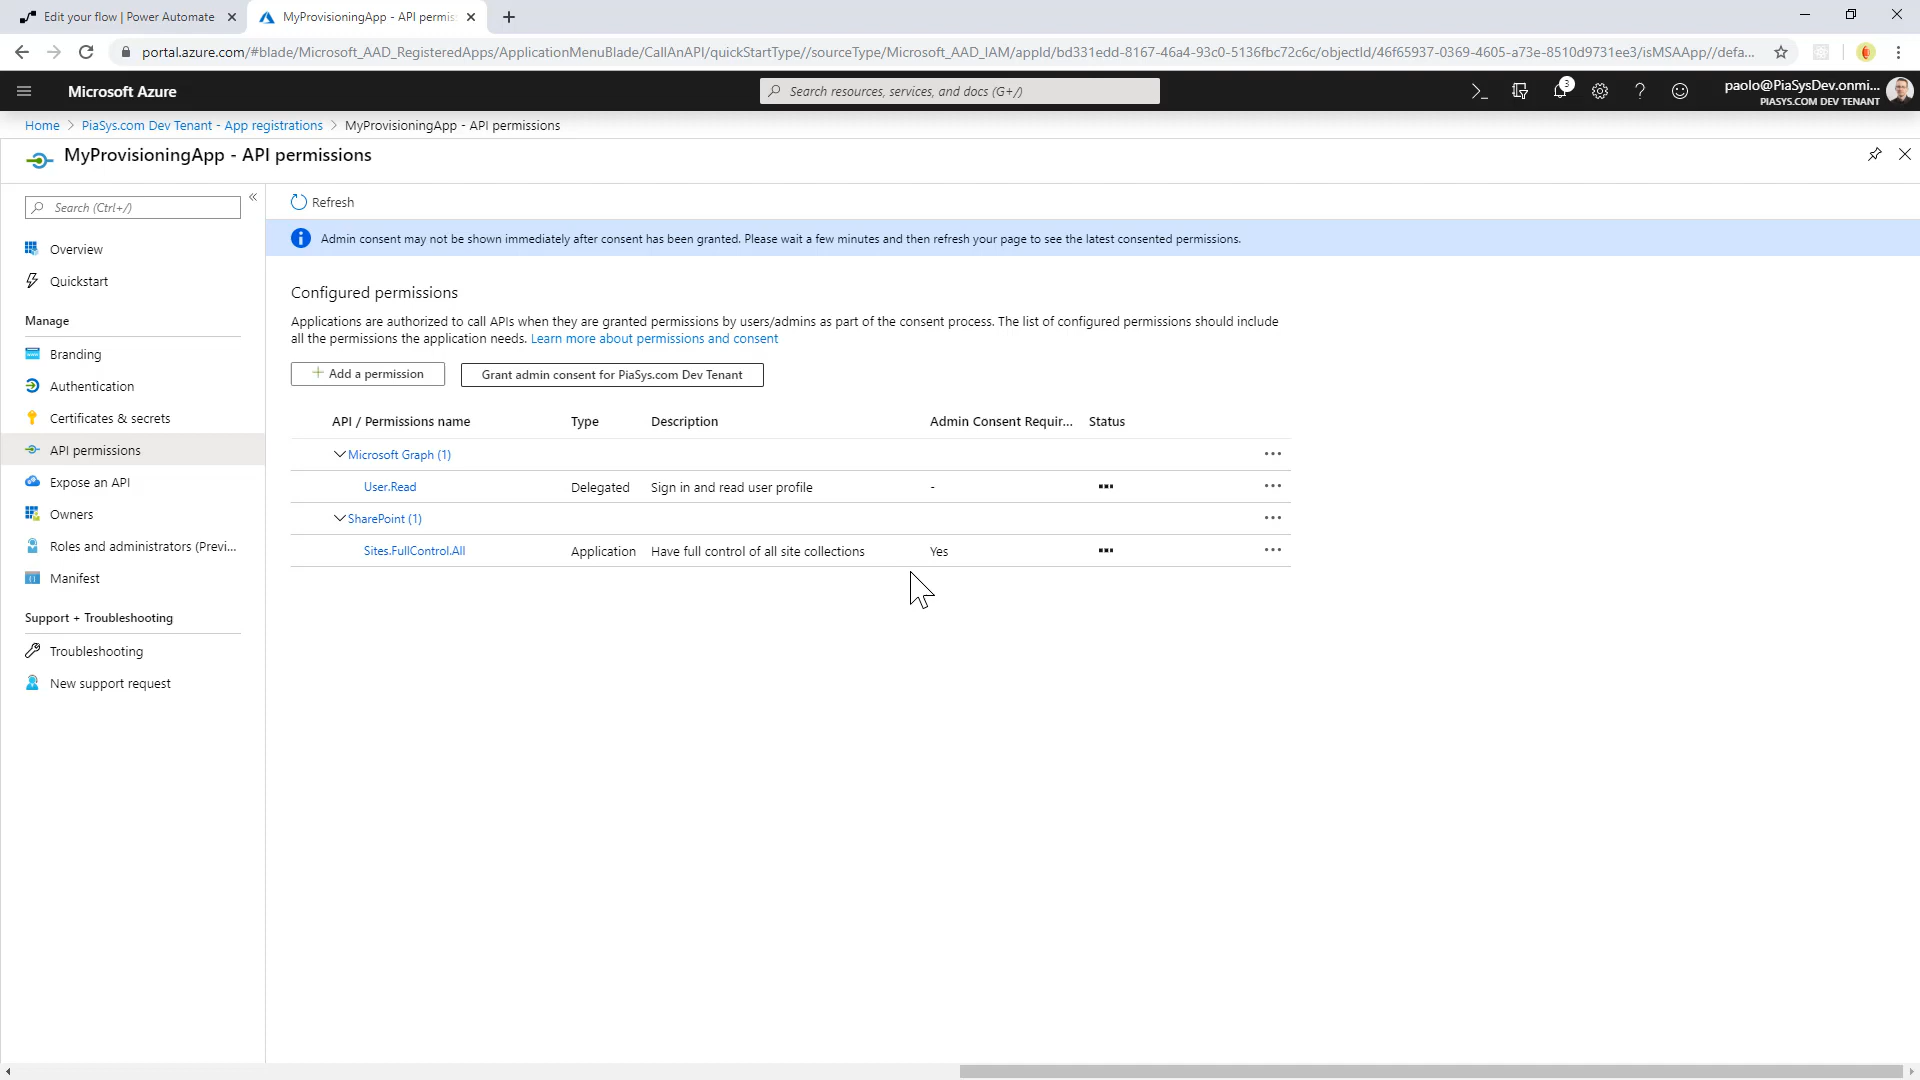 Edit your flow | Power Automate
MyProvisioningApp - API permis
portal.azure.com/#blade/Microsoft_AAD_RegisteredApps/ApplicationMenuBlade/CallAnAPI/quickStartType//sourceType/Microsoft_AAD_IAM/appId/bd331edd-8167-46a4-93c0-5136fbc72c6c/objectId/46f65937-0369-4605-a73e-8510d9731ee3/isMSAApp//defa...
Microsoft Azure
Search resources, services, and docs (G+/)
3
paolo@PiaSysDev.onmi...
PIASYS.COM DEV TENANT
Home > PiaSys.com Dev Tenant - App registrations > MyProvisioningApp - API permissions
MyProvisioningApp - API permissions
Search (Ctrl+/)
Overview
Quickstart
Manage
Branding
Authentication
Certificates & secrets
API permissions
Expose an API
Owners
Roles and administrators (Previ...
Manifest
Support + Troubleshooting
Troubleshooting
New support request
Refresh
Admin consent may not be shown immediately after consent has been granted. Please wait a few minutes and then refresh your page to see the latest consented permissions.
Configured permissions
Applications are authorized to call APIs when they are granted permissions by users/admins as part of the consent process. The list of configured permissions should include
all the permissions the application needs. Learn more about permissions and consent
+ Add a permission
Grant admin consent for PiaSys.com Dev Tenant
API / Permissions name Type Description Admin Consent Requir... Status
Microsoft Graph (1) ...
User.Read Delegated Sign in and read user profile - ... ...
SharePoint (1) ...
Sites.FullControl.All Application Have full control of all site collections Yes ... ...